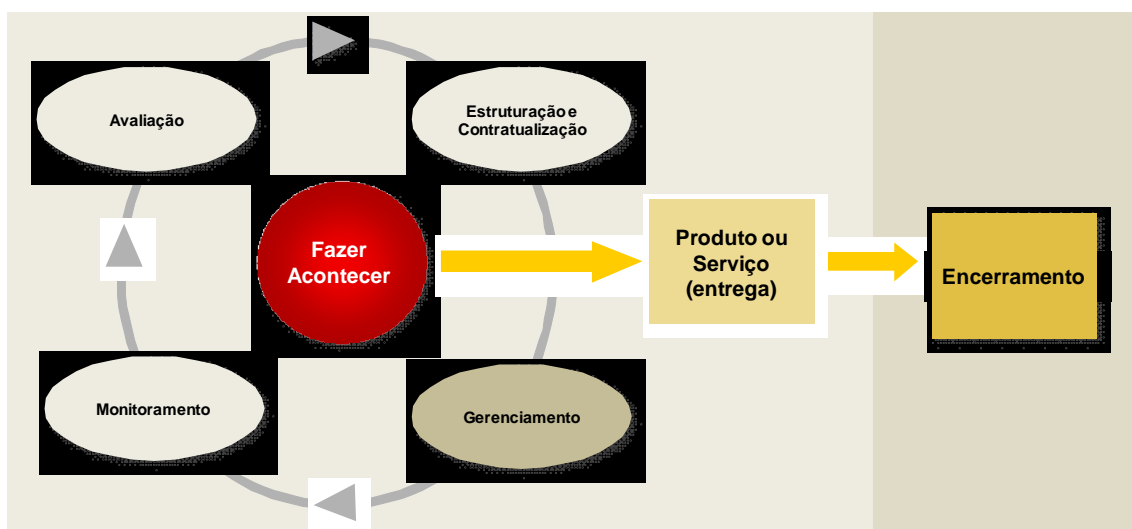 Avaliação
Estruturação e
Contratualização
Fazer
Acontecer
Produto ou
Serviço
(entrega)
Encerramento
Monitoramento
Gerenciamento